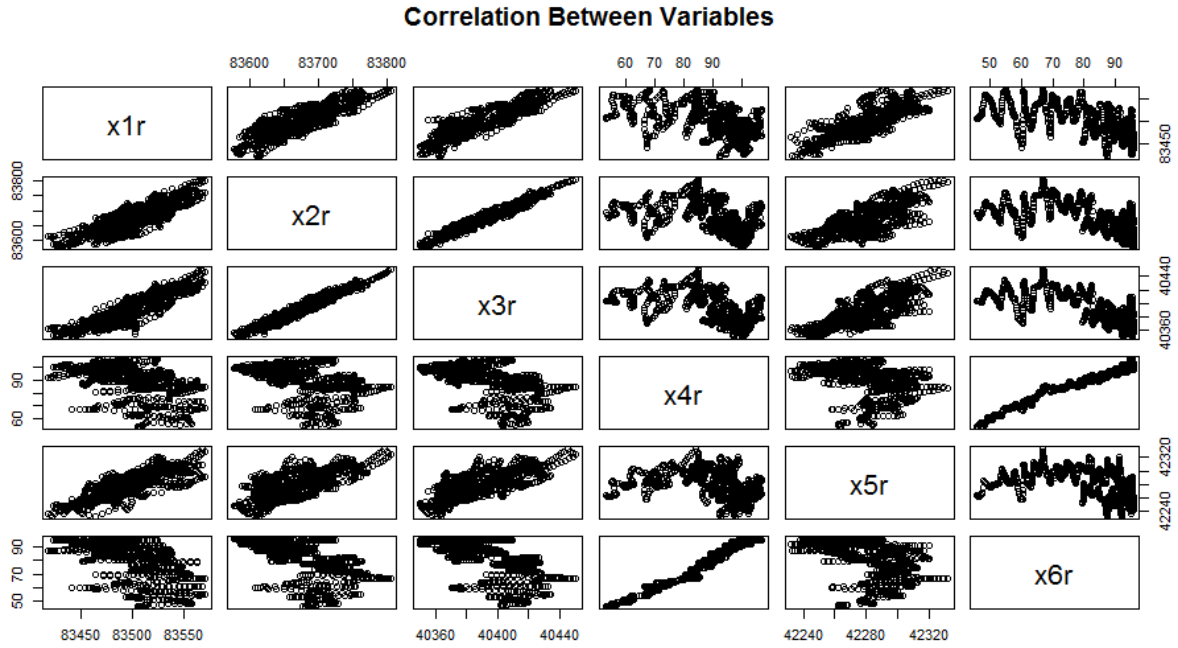 Correlation Between Variables
83600 83700 83800 60 70 80 90 50 60 70 80 90
x1r
83450
83600 83800
x2r
x3r
40360 40440
60 90
x4r
x5r
42240 42320
50 70 90
x6r
83450 83500 83550 40360 40400 40440 42240 42280 42320